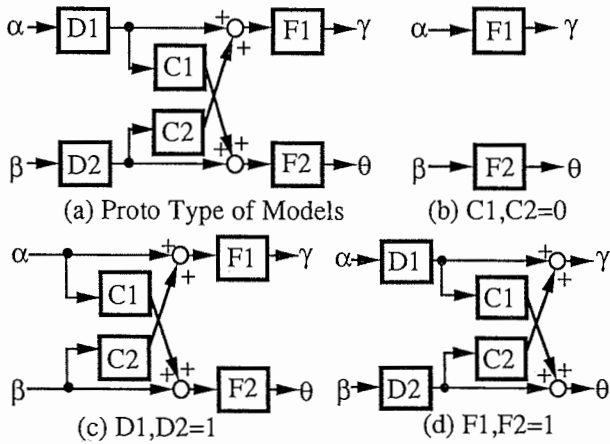 α D1 + + F1 γ
C1
C2
β D2 + + F2 θ
(a) Proto Type of Models
α F1 γ
β F2 θ
(b) C1,C2=0
α + + F1 γ
C1
C2
β + + F2 θ
(c) D1,D2=1
α D1 + + γ
C1
C2
β D2 + + θ
(d) F1,F2=1